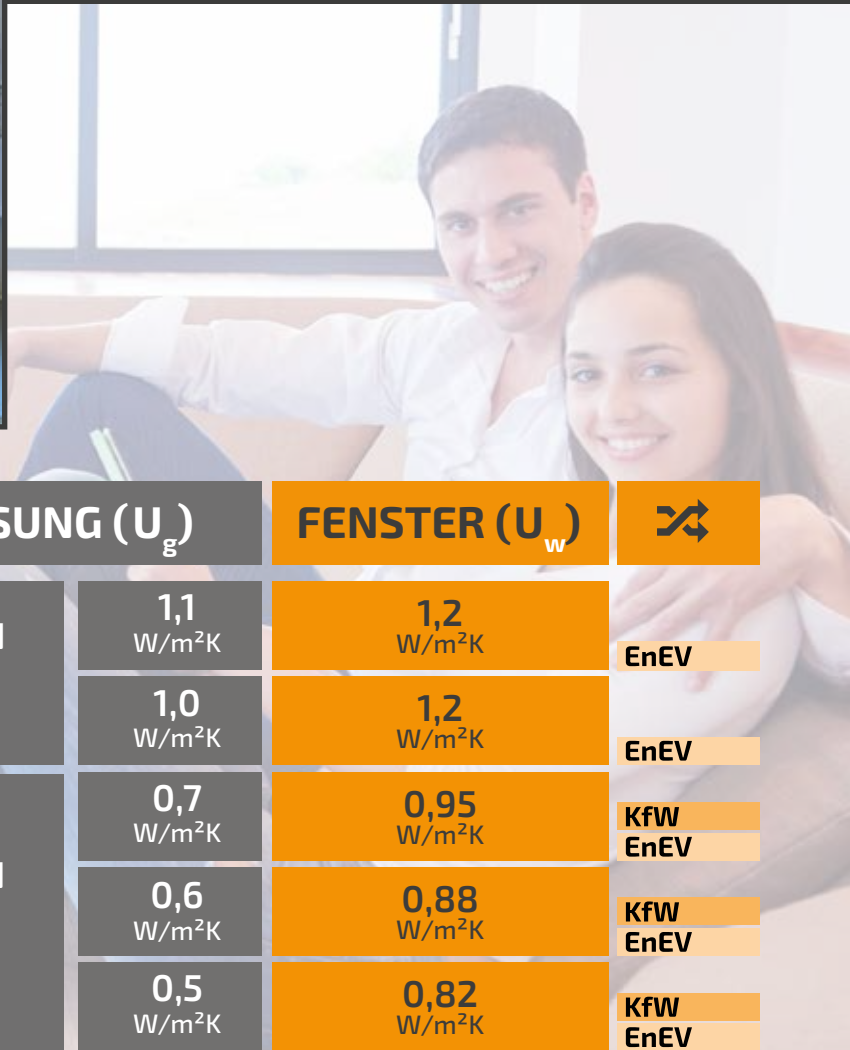 SUNG (Ug)
FENSTER (Uw)
1,1
W/m²K
1,2
W/m²K
EnEV
1,0
W/m²K
1,2
W/m²K
EnEV
0,7
W/m²K
0,95
W/m²K
KfW
EnEV
0,6
W/m²K
0,88
W/m²K
KfW
EnEV
0,5
W/m²K
0,82
W/m²K
KfW
EnEV